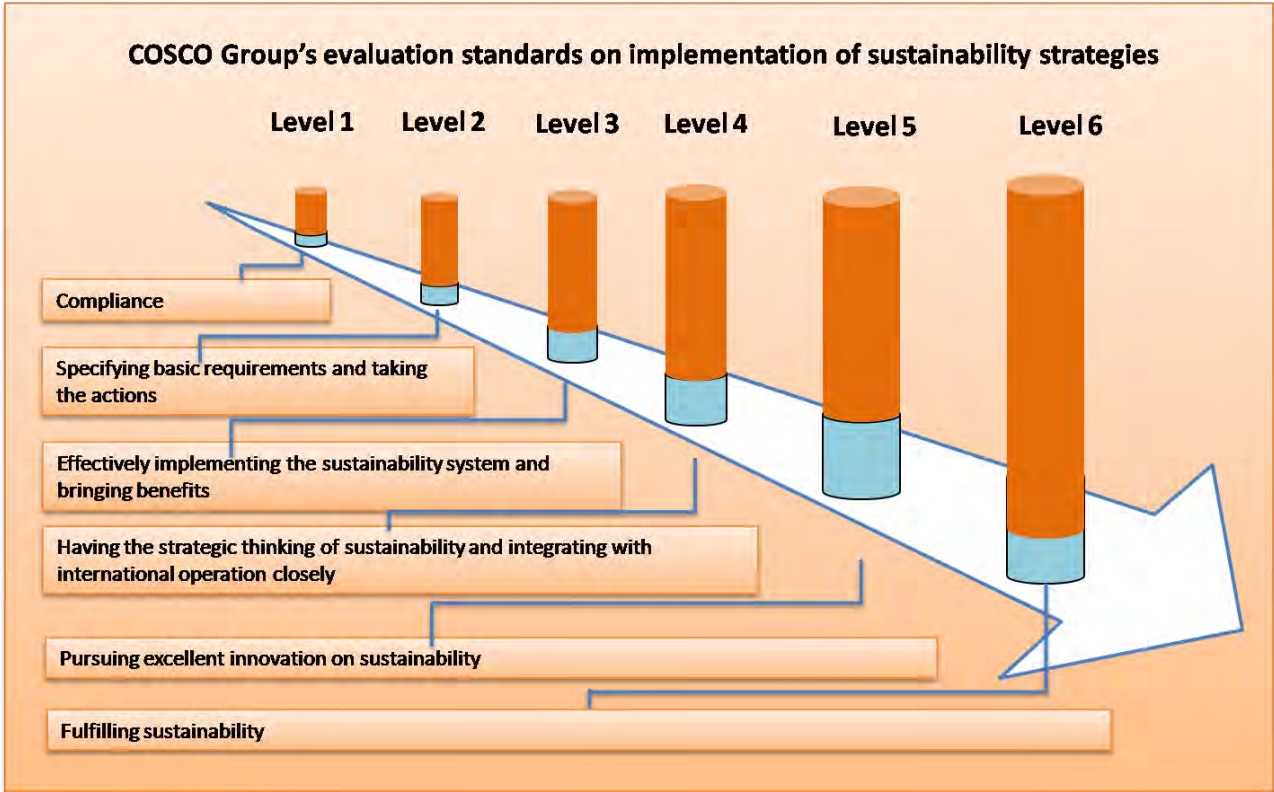 COSCO Group's evaluation standards on implementation of sustainability strategies
Level 1
Level 2
Level 3
Level 4
Level 5
Level 6
Compliance
Specifying basic requirements and taking
the actions
Effectively implementing the sustainability system and
bringing benefits
Having the strategic thinking of sustainability and integrating with
international operation closely
Pursuing excellent innovation on sustainability
Fulfilling sustainability